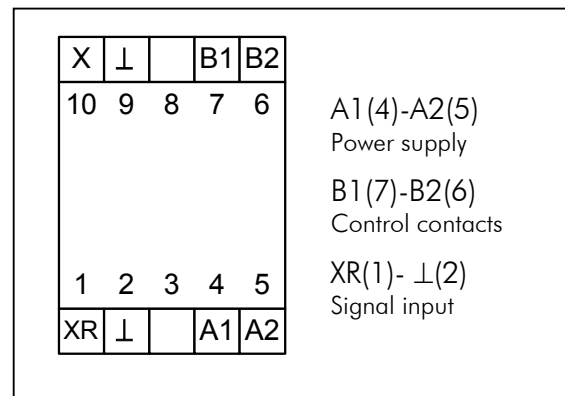 X ⊥ B1 B2
10 9 8 7 6
1 2 3 4 5
XR ⊥ A1 A2
A1(4)-A2(5)
Power supply
B1(7)-B2(6)
Control contacts
XR(1)- ⊥(2)
Signal input